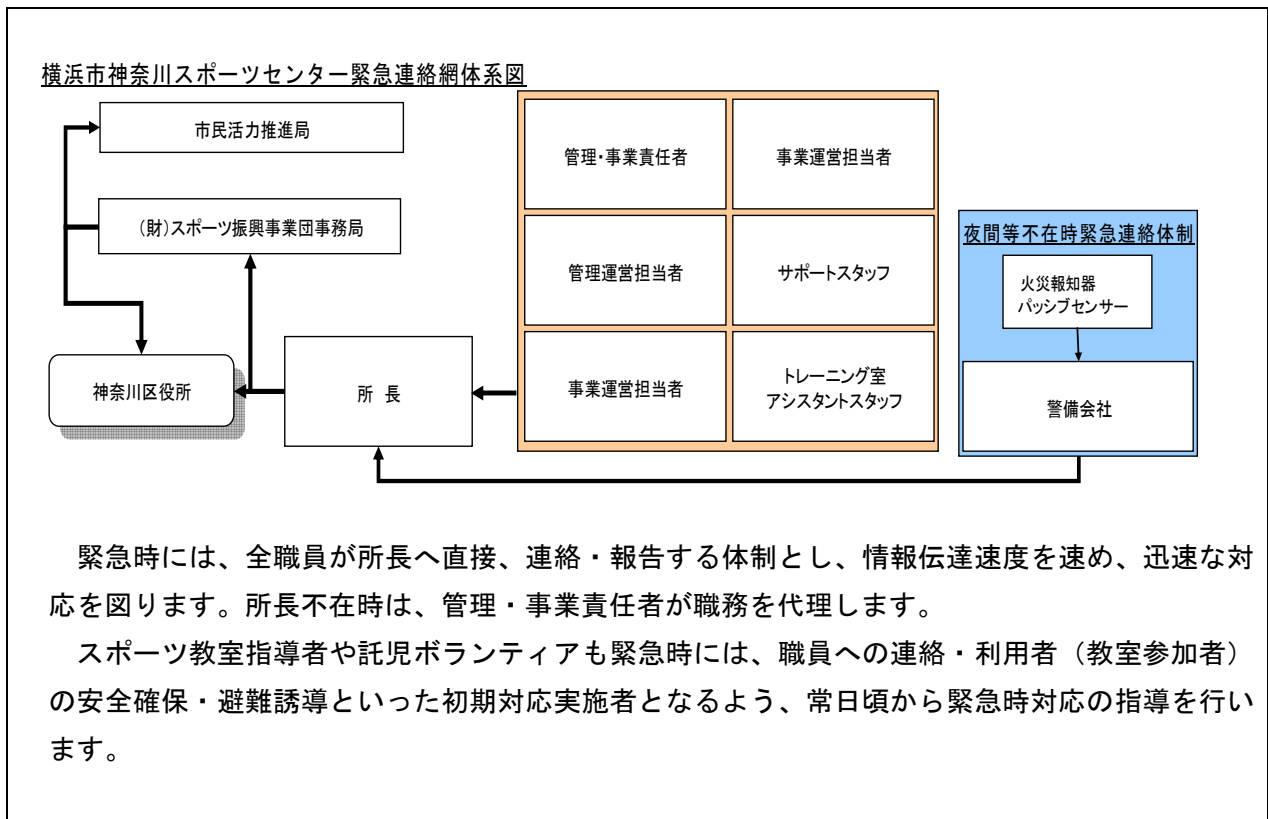 横浜市神奈川スポーツセンター緊急連絡網体系図
市民活力推進局
(財)スポーツ振興事業団事務局
神奈川区役所
所 長
管理・事業責任者
事業運営担当者
管理運営担当者
サポートスタッフ
事業運営担当者
トレーニング室
アシスタントスタッフ
夜間等不在時緊急連絡体制
火災報知器
パッシブセンサー
警備会社
緊急時には、全職員が所長へ直接、連絡・報告する体制とし、情報伝達速度を速め、迅速な対
応を図ります。所長不在時は、管理・事業責任者が職務を代理します。
スポーツ教室指導者や託児ボランティアも緊急時には、職員への連絡・利用者（教室参加者）
の安全確保・避難誘導といった初期対応実施者となるよう、常日頃から緊急時対応の指導を行い
ます。